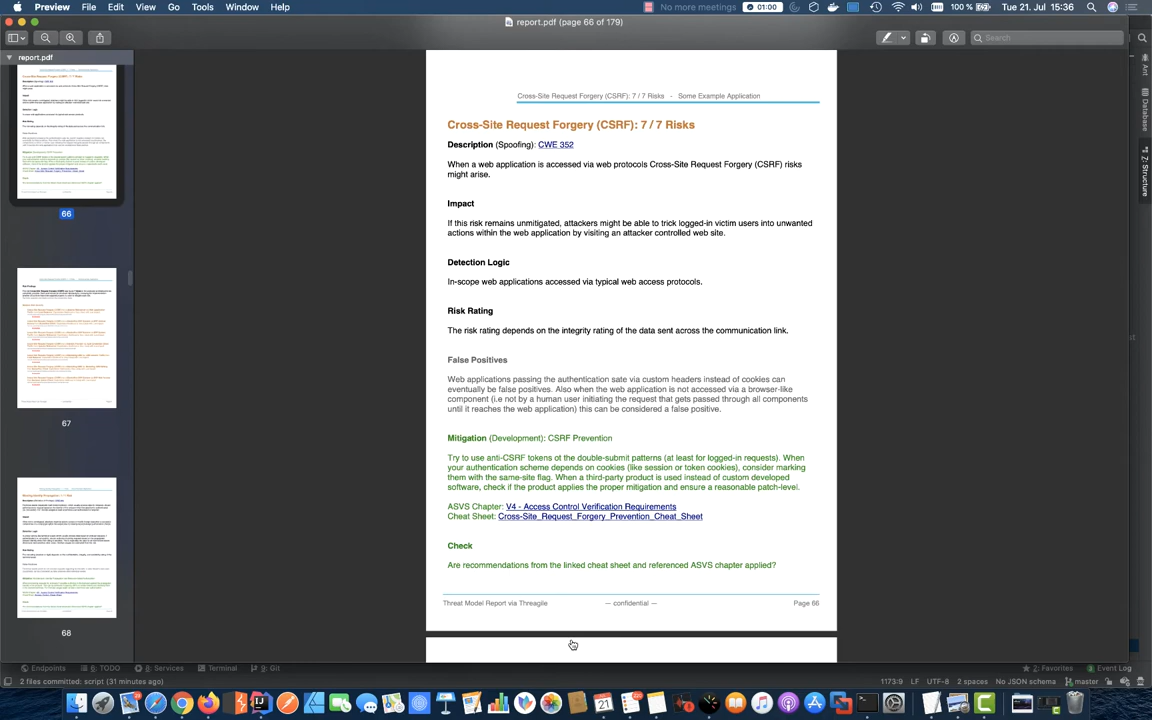 Preview File Edit View Go Tools Window Help
No more meetings 01:00 100 % Tue 21. Jul 15:36
report.pdf (page 66 of 179)
Search
report.pdf
66
67
68
Cross-Site Request Forgery (CSRF): 7 / 7 Risks - Some Example Application
Cross-Site Request Forgery (CSRF): 7 / 7 Risks
Description (Spoofing): CWE 352
When a web application is accessed via web protocols Cross-Site Request Forgery (CSRF) risks
might arise.
Impact
If this risk remains unmitigated, attackers might be able to trick logged-in victim users into unwanted
actions within the web application by visiting an attacker controlled web site.
Detection Logic
In-scope web applications accessed via typical web access protocols.
Risk Rating
The risk rating depends on the integrity rating of the data sent across the communication link.
False Positives
Web applications passing the authentication sate via custom headers instead of cookies can
eventually be false positives. Also when the web application is not accessed via a browser-like
component (i.e not by a human user initiating the request that gets passed through all components
until it reaches the web application) this can be considered a false positive.
Mitigation (Development): CSRF Prevention
Try to use anti-CSRF tokens ot the double-submit patterns (at least for logged-in requests). When
your authentication scheme depends on cookies (like session or token cookies), consider marking
them with the same-site flag. When a third-party product is used instead of custom developed
software, check if the product applies the proper mitigation and ensure a reasonable patch-level.
ASVS Chapter: V4 - Access Control Verification Requirements
Cheat Sheet: Cross-Site_Request_Forgery_Prevention_Cheat_Sheet
Check
Are recommendations from the linked cheat sheet and referenced ASVS chapter applied?
Threat Model Report via Threagile — confidential — Page 66
Ant
Database
Z: Structure
Endpoints 6: TODO 8: Services Terminal 9: Git 2: Favorites Event Log
2 files committed: script (31 minutes ago) 1173:9 LF UTF-8 2 spaces No JSON schema master